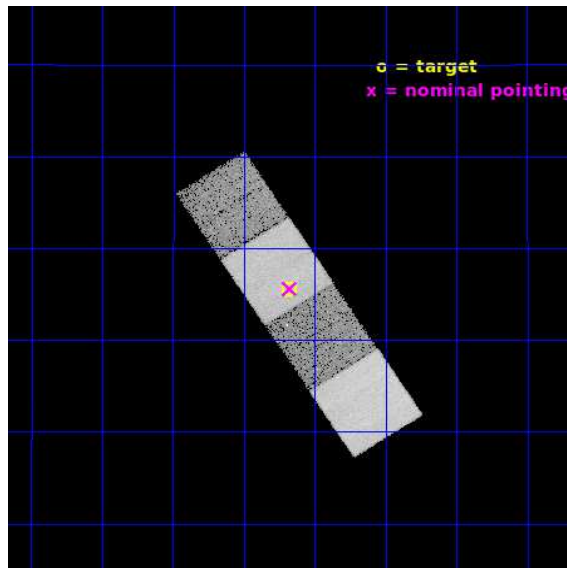 o = target
x = nominal pointing